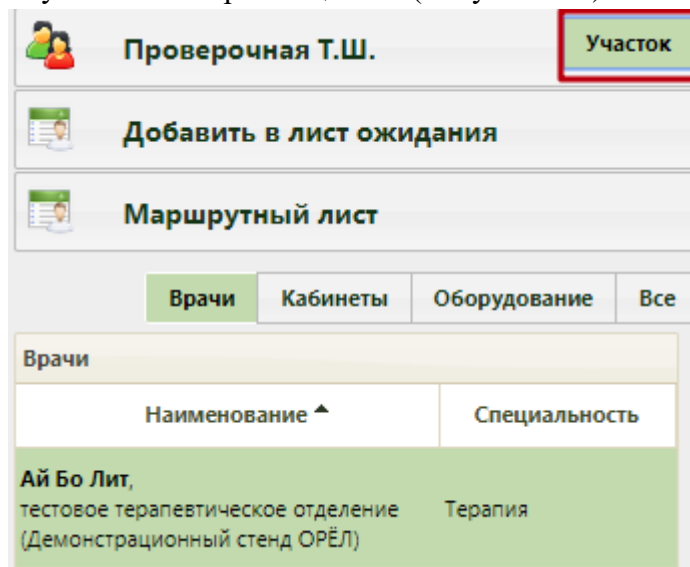 Проверочная Т.Ш.
Участок
Добавить в лист ожидания
Маршрутный лист
Врачи Кабинеты Оборудование Все
Врачи
Наименование Специальность
Ай Бо Лит,
тестовое терапевтическое отделение Терапия
(Демонстрационный стенд ОРЁЛ)